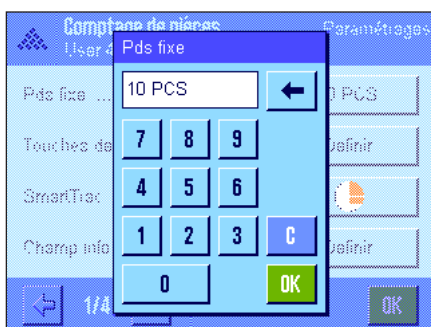 Comptage de pièces
Paramétrages
User 4
Pds fixe
Pds fixe ...
10 PCS
PCS
7 8 9
Touches de
Définir
4 5 6
SmartTrac
1 2 3 C
Champ info
Définir
0 OK
1/4
OK